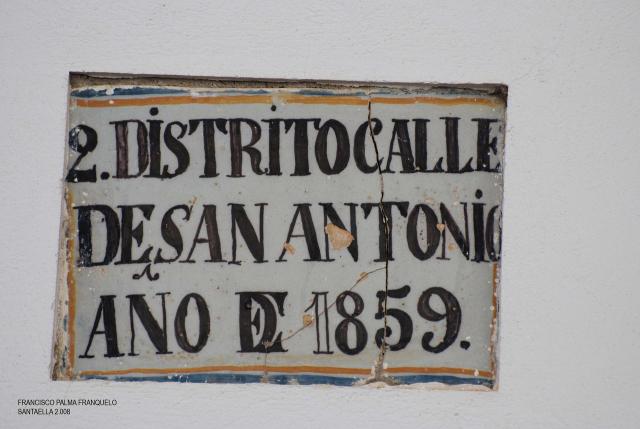 2. DISTRITO CALLE
DE SAN ANTONIO
AÑO DE 1859.
FRANCISCO PALMA FRANQUELO
SANTAELLA 2.008